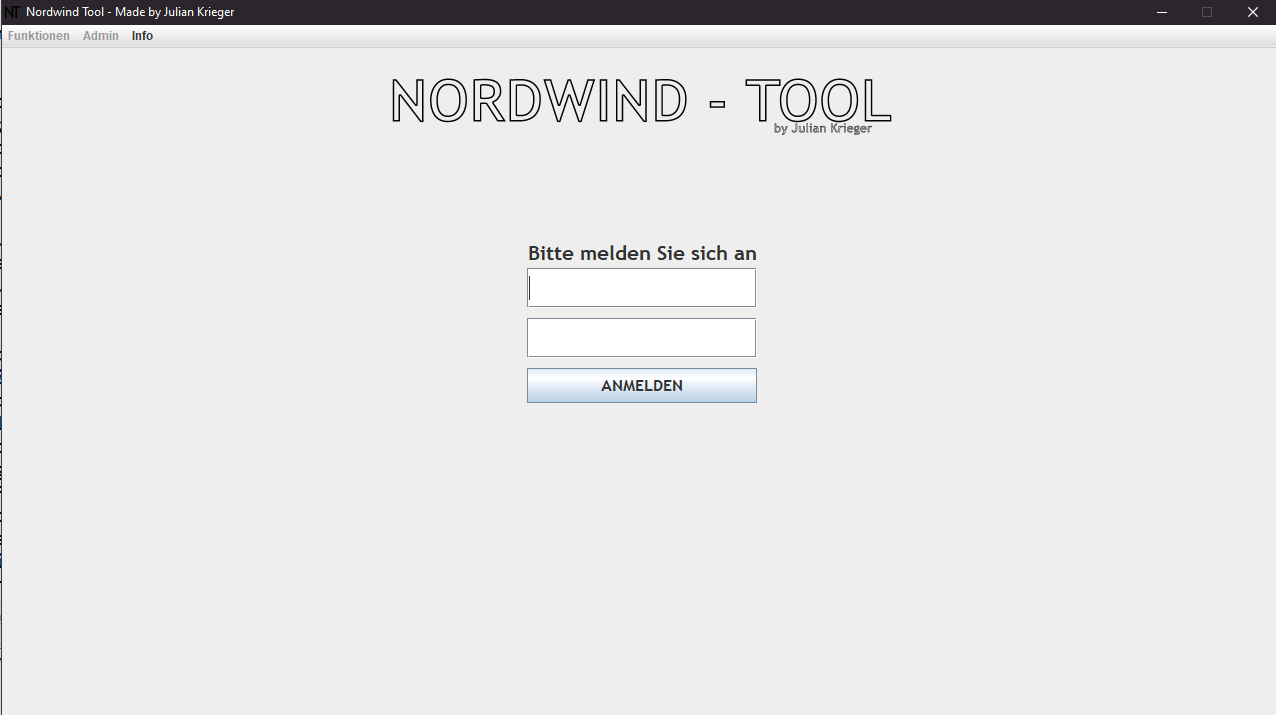 NT Nordwind Tool - Made by Julian Krieger
Funktionen Admin Info
NORDWIND - TOOL
by Julian Krieger
Bitte melden Sie sich an
ANMELDEN